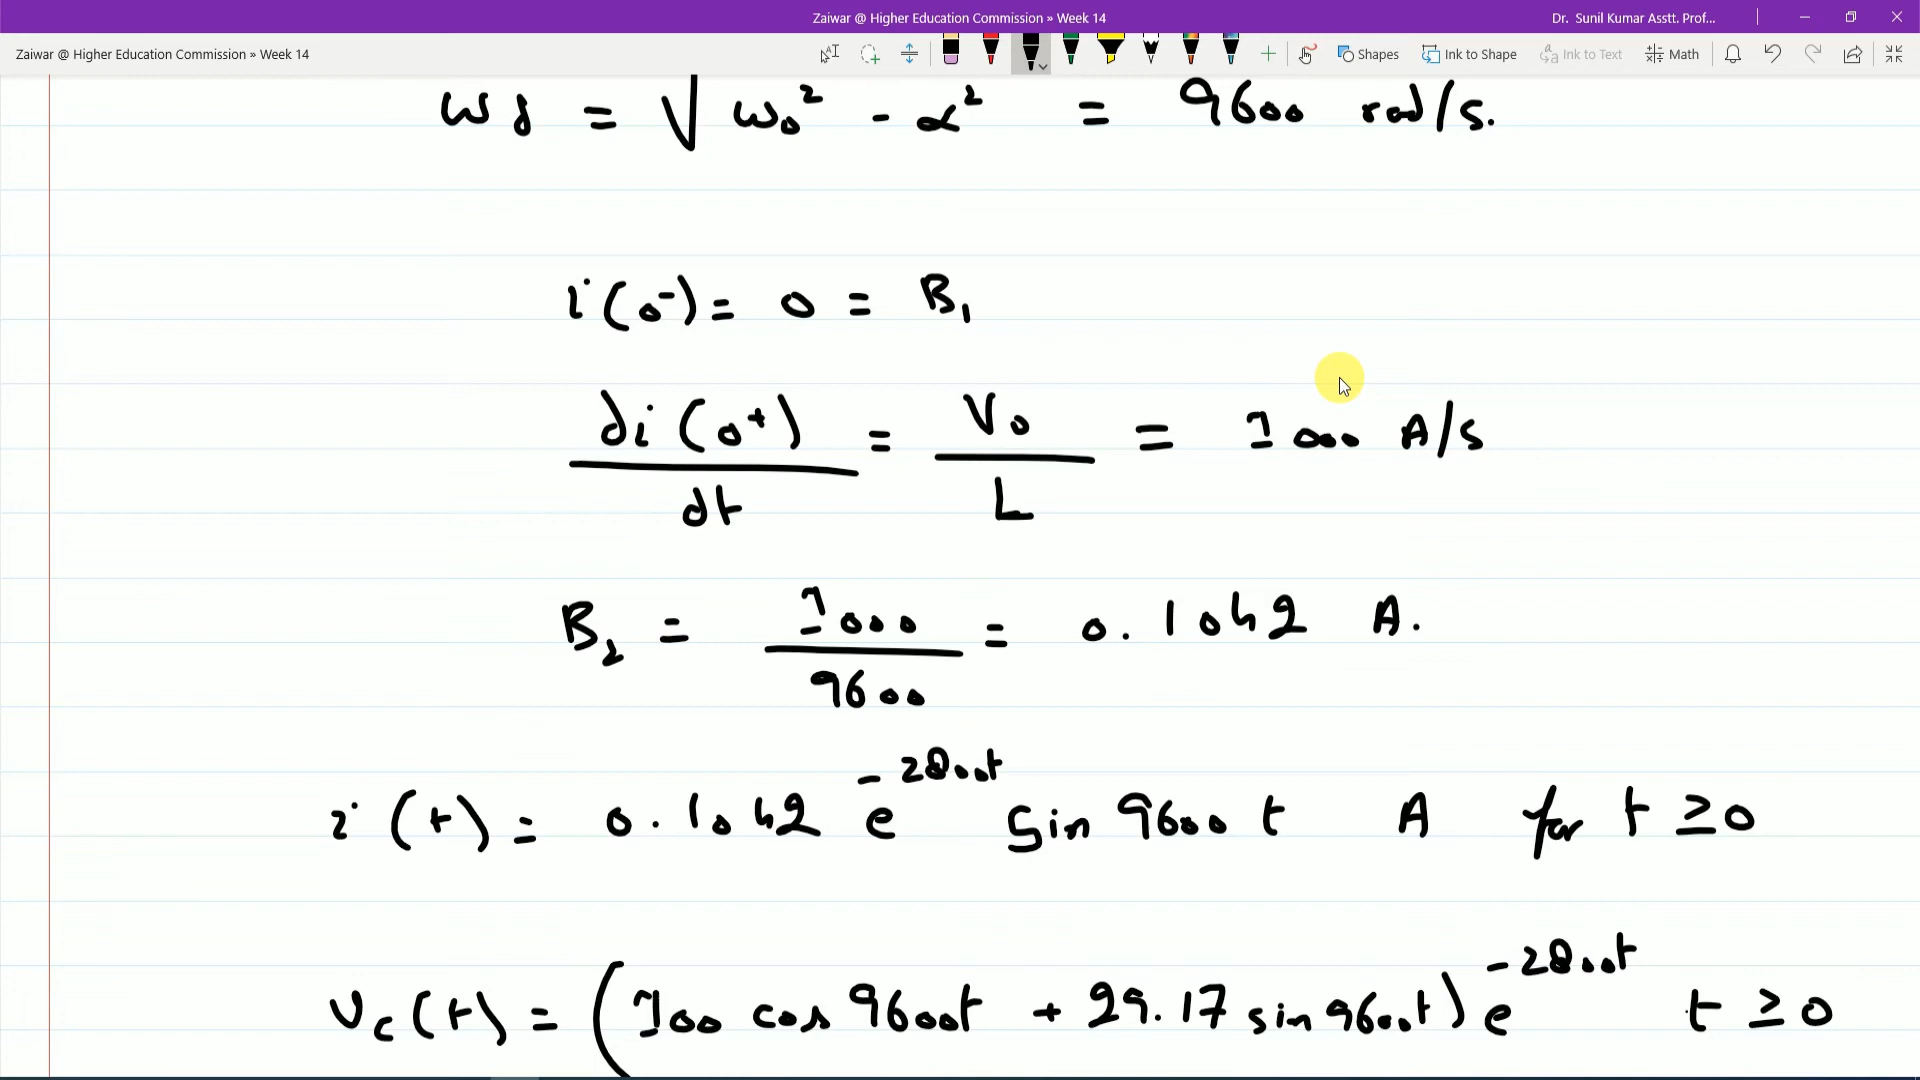 Zaiwar @ Higher Education Commission » Week 14
Dr. Sunil Kumar Asstt. Prof...
Zaiwar @ Higher Education Commission » Week 14
Shapes
Ink to Shape
Ink to Text
Math
ωd = √ω₀² - α² = 9600 rad/s.
i(0⁻) = 0 = B₁
di(0⁺)/dt = V₀/L = 1000 A/s
B₂ = 1000/9600 = 0.1042 A.
i(t) = 0.1042 e^-2800t Sin 9600 t A for t ≥ 0
vc(t) = (100 cos 9600t + 29.17 sin 9600t) e^-2800t t ≥ 0